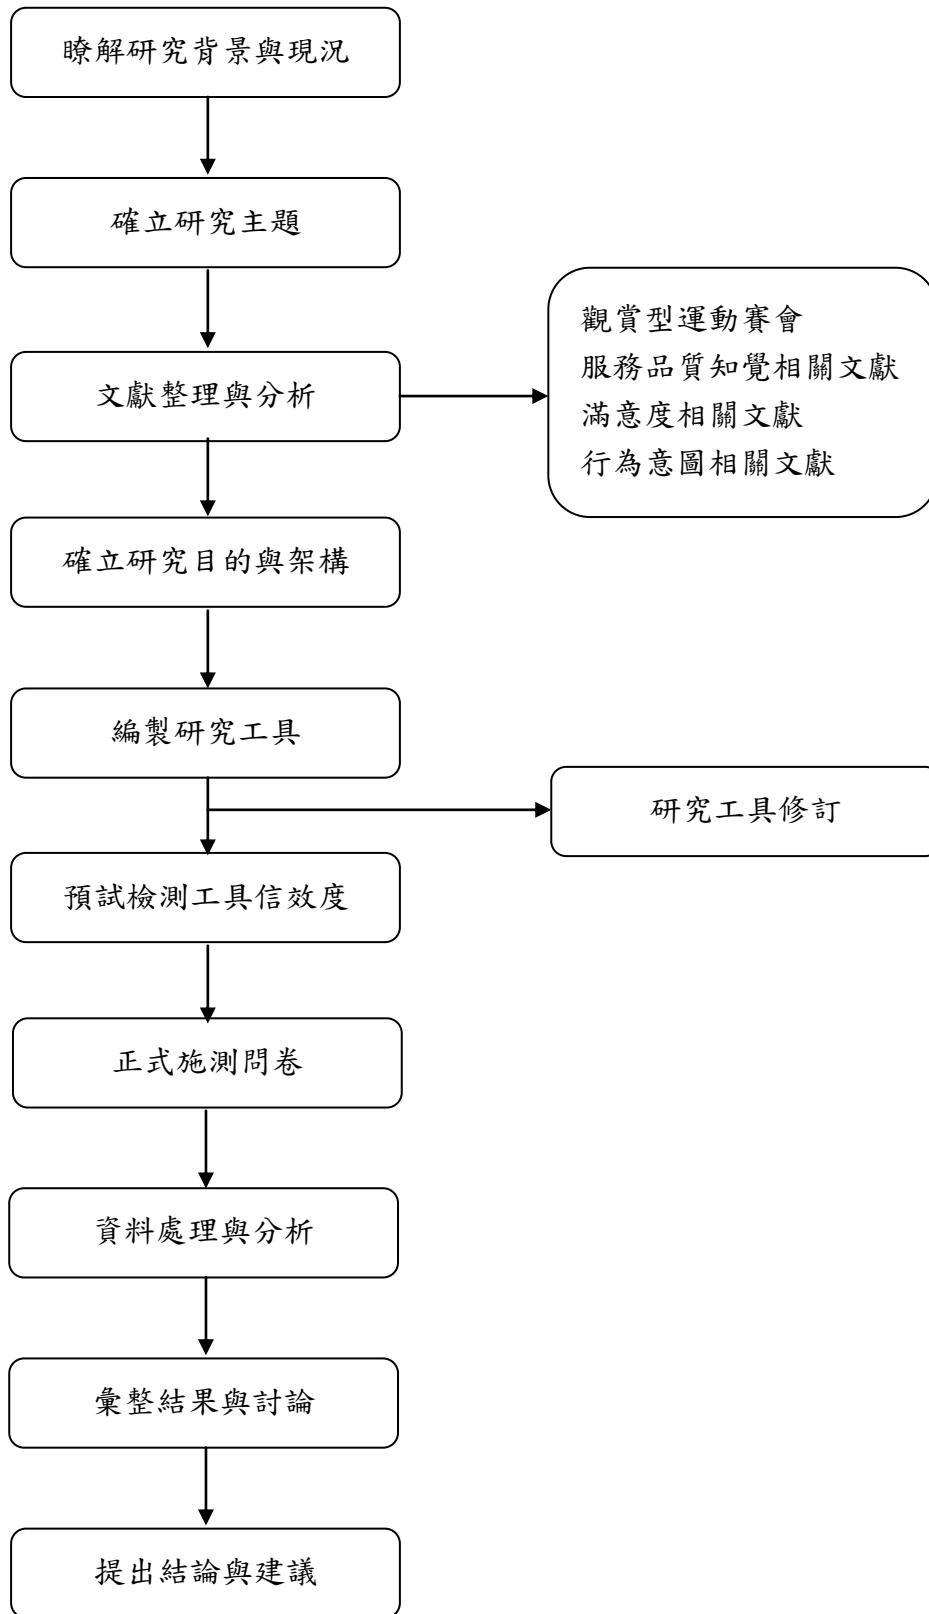 瞭解研究背景與現況
確立研究主題
文獻整理與分析
觀賞型運動賽會
服務品質知覺相關文獻
滿意度相關文獻
行為意圖相關文獻
確立研究目的與架構
編製研究工具
研究工具修訂
預試檢測工具信效度
正式施測問卷
資料處理與分析
彙整結果與討論
提出結論與建議